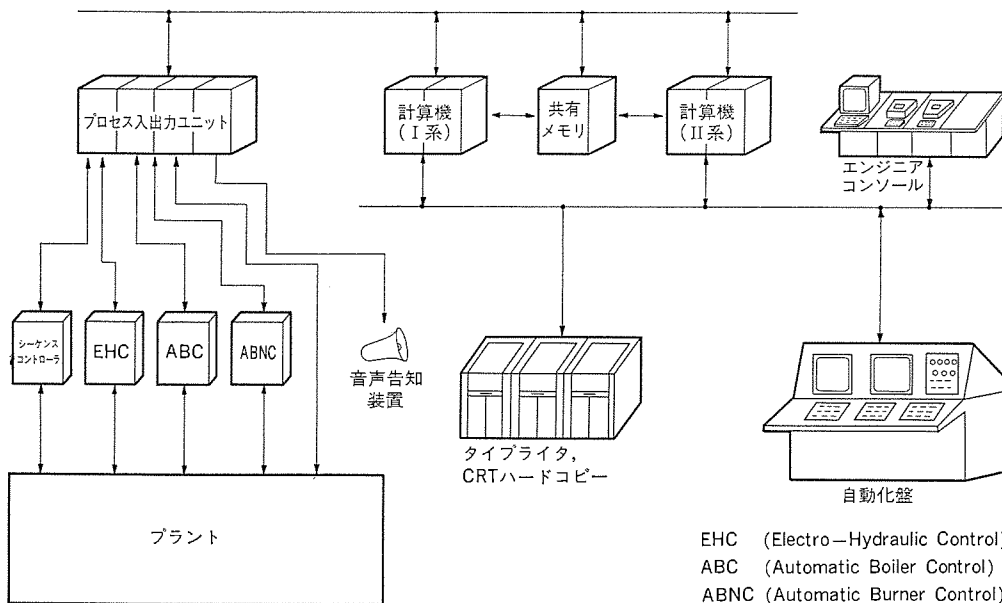 プロセス入出力ユニット
計算機
(Ⅰ系)
共有
メモリ
計算機
(Ⅱ系)
エンジニア
コンソール
シーケンス
コントローラ
EHC
ABC
ABNC
音声告知
装置
タイプライタ,
CRTハードコピー
自動化盤
プラント
EHC (Electro-Hydraulic Control)
ABC (Automatic Boiler Control)
ABNC (Automatic Burner Control)